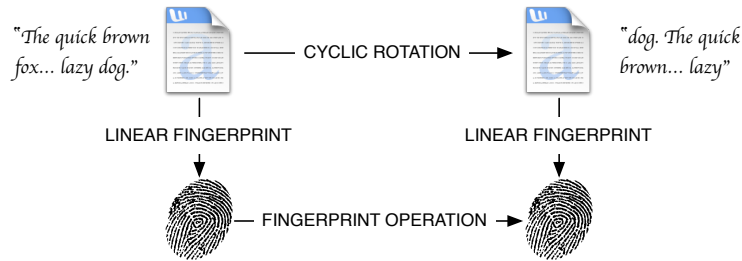 "The quick brown
fox... lazy dog."
CYCLIC ROTATION
"dog. The quick
brown... lazy"
LINEAR FINGERPRINT
LINEAR FINGERPRINT
FINGERPRINT OPERATION